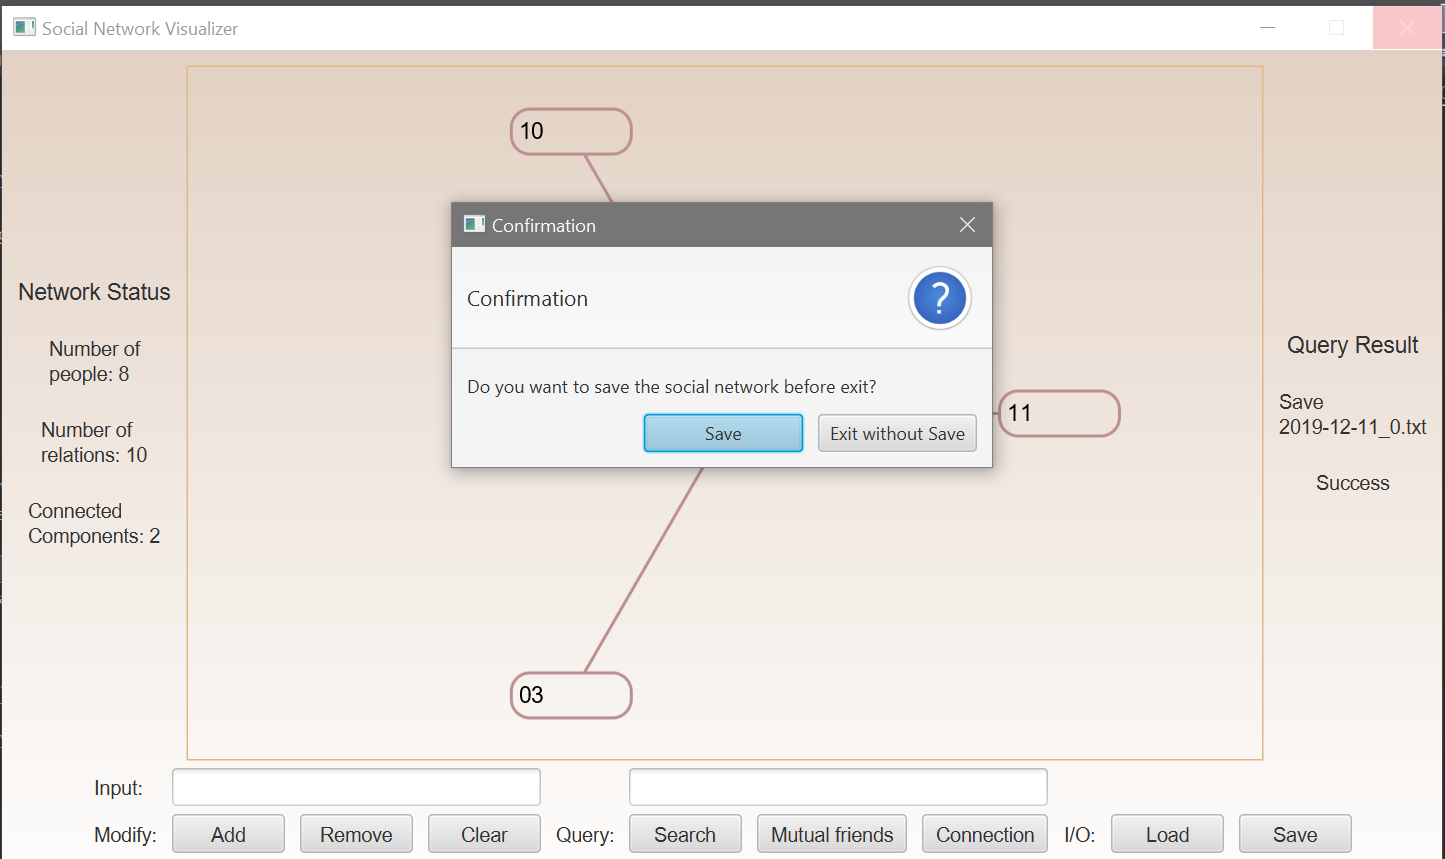 Social Network Visualizer
10
Confirmation
Confirmation
?
Do you want to save the social network before exit?
Save
Exit without Save
11
03
Network Status
Number of
people: 8
Number of
relations: 10
Connected
Components: 2
Query Result
Save
2019-12-11_0.txt
Success
Input:
Modify:
Add
Remove
Clear
Query:
Search
Mutual friends
Connection
I/O:
Load
Save